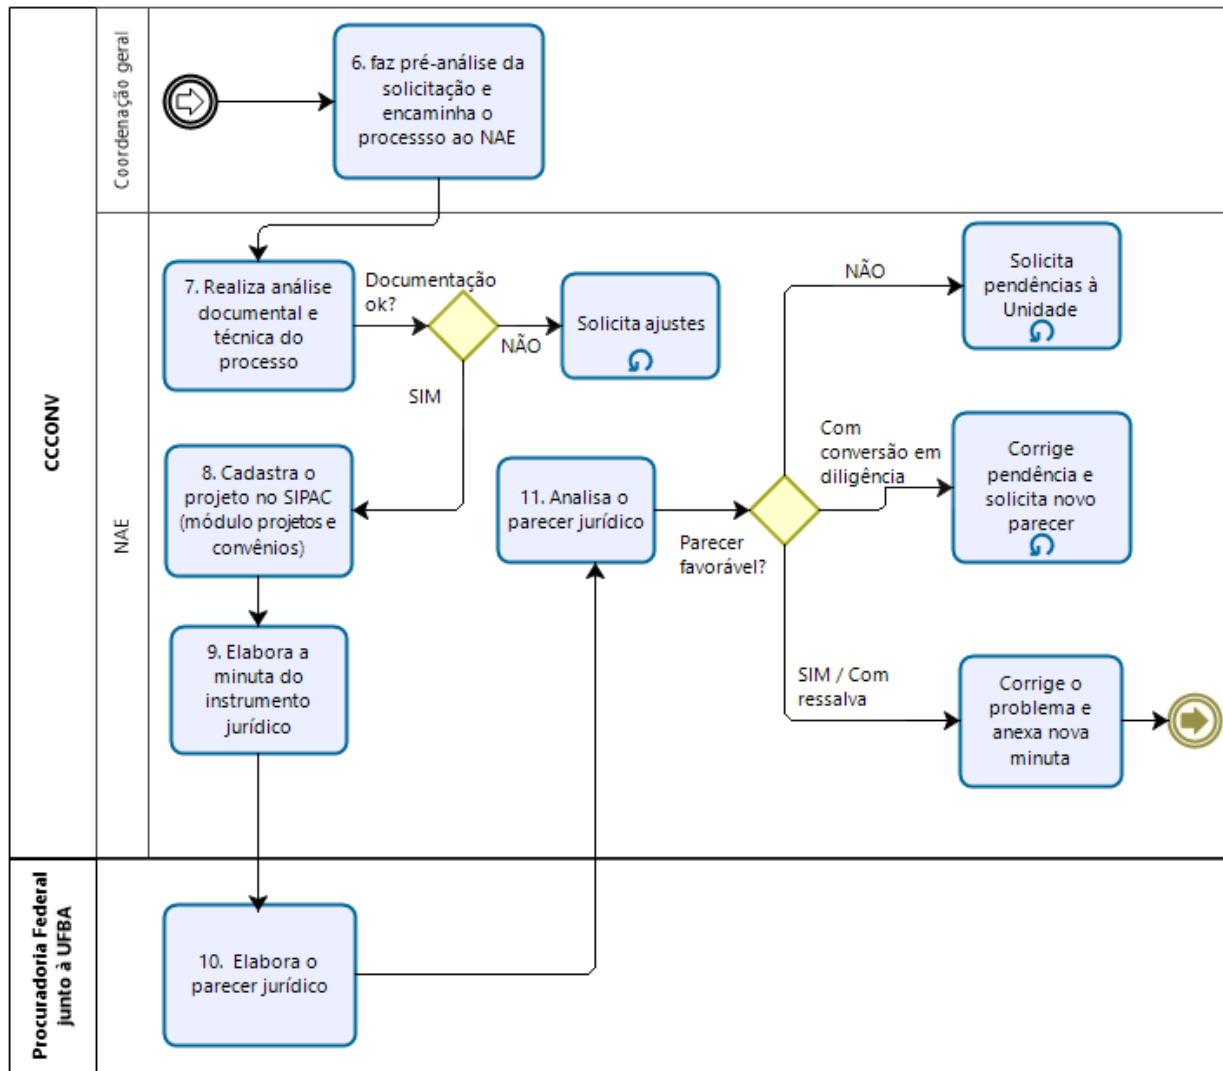 CCCONV
Coordenação geral
6. faz pré-análise da
solicitação e
encaminha o
processso ao NAE
NAE
7. Realiza análise
documental e
técnica do
processo
Documentação
ok?
NÃO
SIM
Solicita ajustes
8. Cadastra o
projeto no SIPAC
(módulo projetos e
convênios)
9. Elabora a
minuta do
instrumento
jurídico
11. Analisa o
parecer jurídico
Parecer
favorável?
NÃO
Solicita
pendências à
Unidade
Com
conversão em
diligência
Corrige
pendência e
solicita novo
parecer
SIM / Com
ressalva
Corrige o
problema e
anexa nova
minuta
Procuradoria Federal
junto à UFBA
10. Elabora o
parecer jurídico